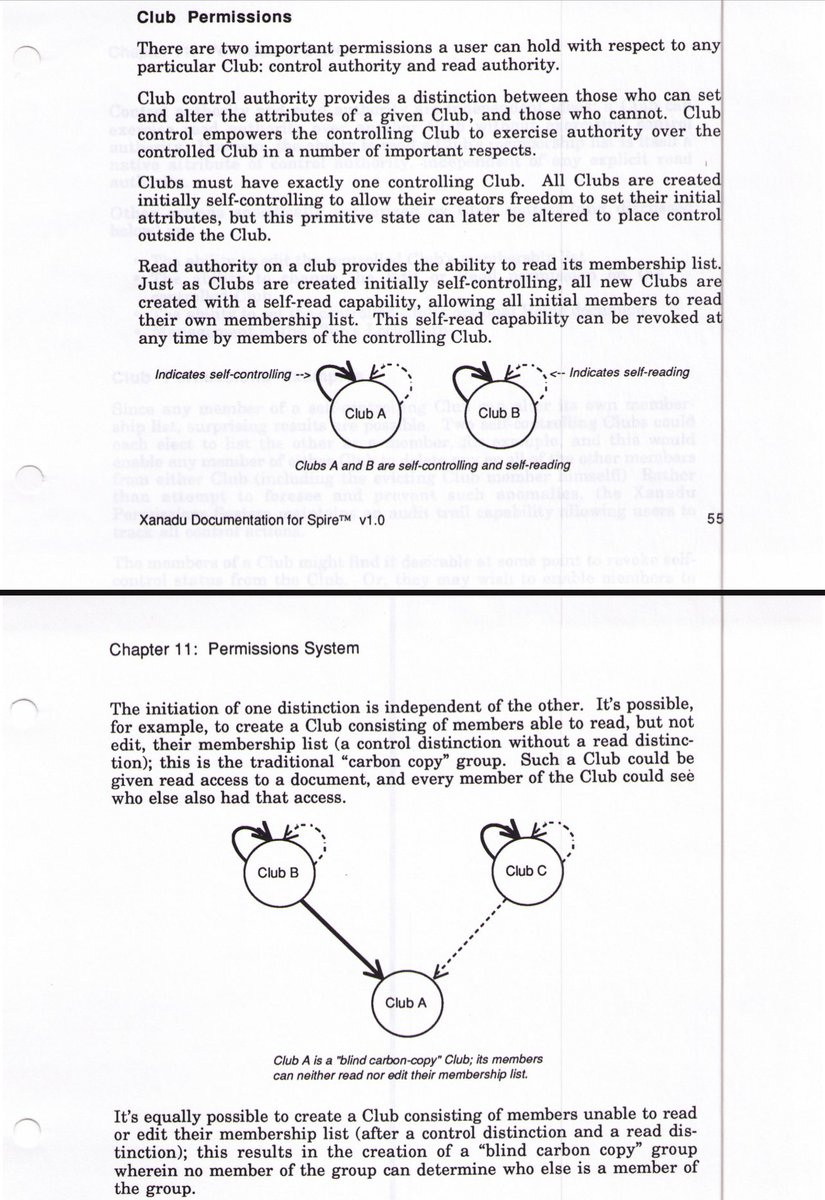 Club Permissions
There are two important permissions a user can hold with respect to any
particular Club: control authority and read authority.
Club control authority provides a distinction between those who can set
and alter the attributes of a given Club, and those who cannot. Club
control empowers the controlling Club to exercise authority over the
controlled Club in a number of important respects.
Clubs must have exactly one controlling Club. All Clubs are created
initially self-controlling to allow their creators freedom to set their initial
attributes, but this primitive state can later be altered to place control
outside the Club.
Read authority on a club provides the ability to read its membership list.
Just as Clubs are created initially self-controlling, all new Clubs are
created with a self-read capability, allowing all initial members to read
their own membership list. This self-read capability can be revoked at
any time by members of the controlling Club.
Indicates self-controlling -->
<-- Indicates self-reading
Club A
Club B
Clubs A and B are self-controlling and self-reading
Xanadu Documentation for Spire™ v1.0
55
Chapter 11: Permissions System
The initiation of one distinction is independent of the other. It's possible,
for example, to create a Club consisting of members able to read, but not
edit, their membership list (a control distinction without a read distinc-
tion); this is the traditional "carbon copy" group. Such a Club could be
given read access to a document, and every member of the Club could see
who else also had that access.
Club B
Club C
Club A
Club A is a "blind carbon-copy" Club; its members
can neither read nor edit their membership list.
It's equally possible to create a Club consisting of members unable to read
or edit their membership list (after a control distinction and a read dis-
tinction); this results in the creation of a "blind carbon copy" group
wherein no member of the group can determine who else is a member of
the group.